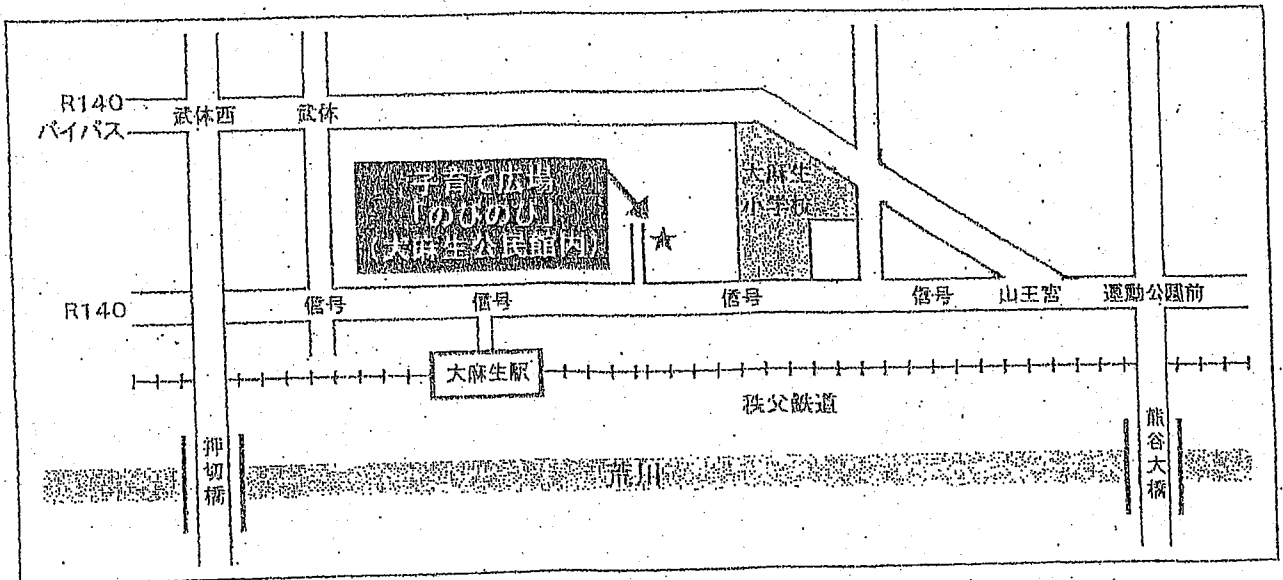 R140
バイパス
武体西
武体
子育て広場
「のびのび」
(大麻生公民館内)
大麻生
小学校
R140
信号
信号
信号
信号
山王宮
運動公園前
大麻生駅
秩父鉄道
押切橋
荒川
熊谷大橋